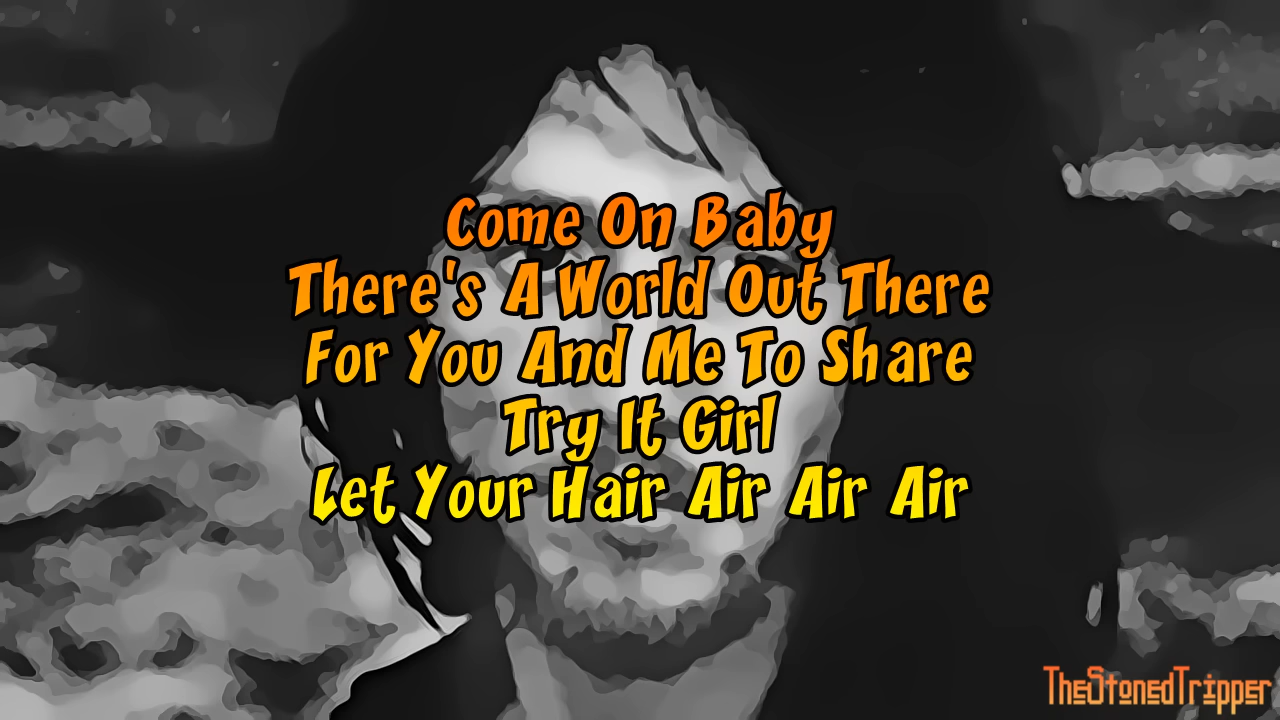 Come On Baby
There's A World Out There
For You And Me To Share
Try It Girl
Let Your Hair Air Air Air
TheStonedTripper